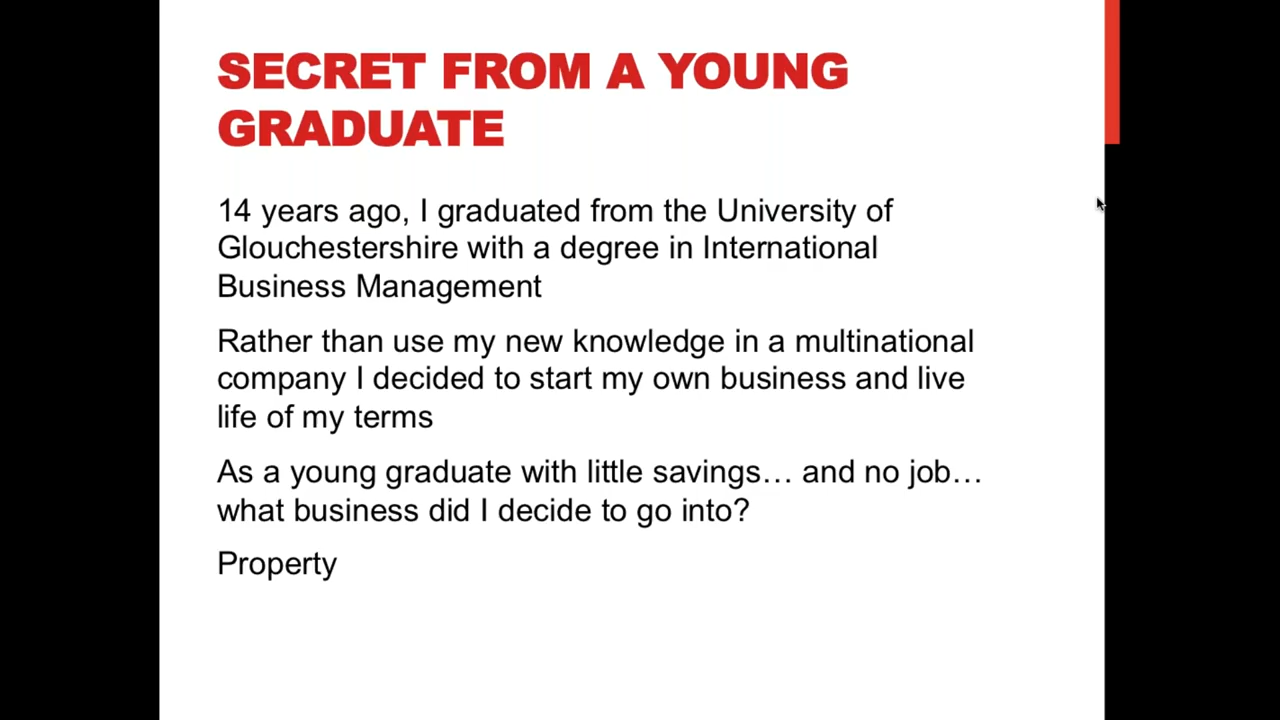 SECRET FROM A YOUNG
GRADUATE
14 years ago, I graduated from the University of
Glouchestershire with a degree in International
Business Management
Rather than use my new knowledge in a multinational
company I decided to start my own business and live
life of my terms
As a young graduate with little savings… and no job…
what business did I decide to go into?
Property